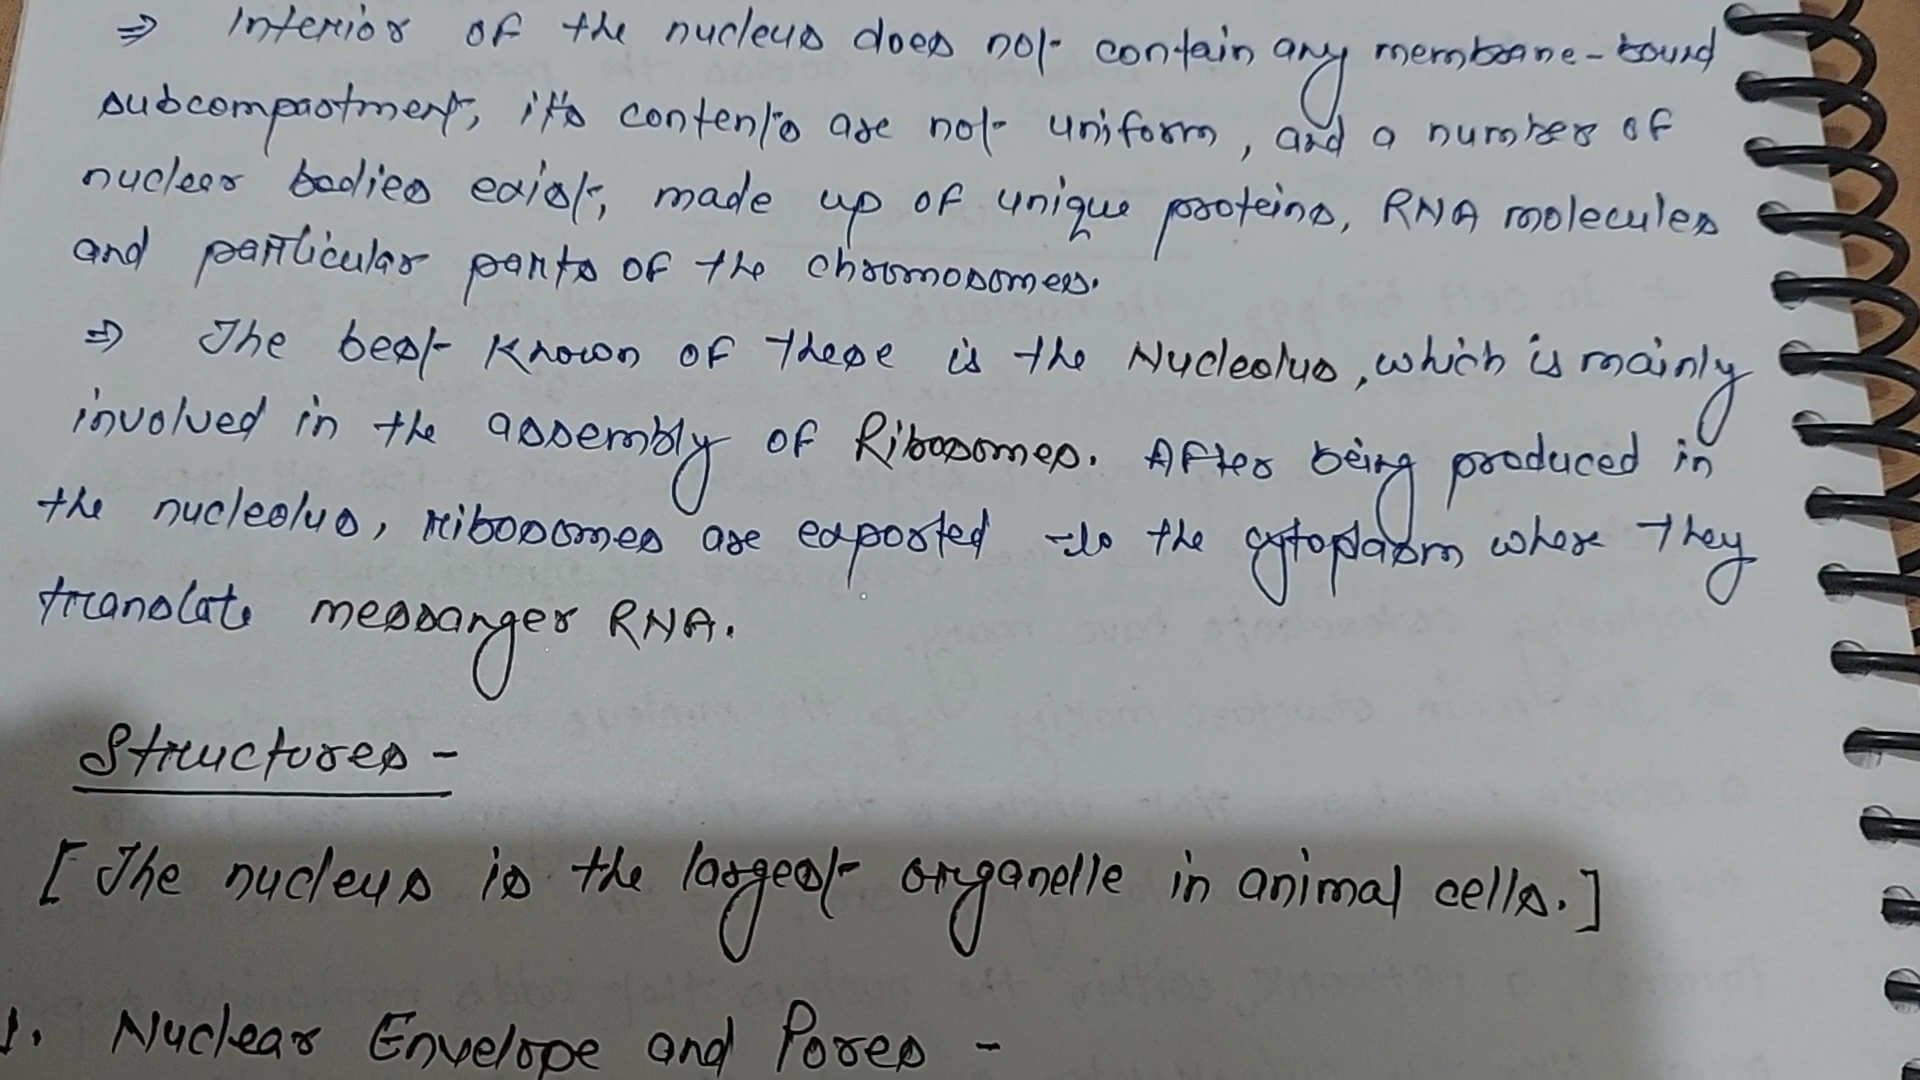 ⇒ Interior of the nucleus does not contain any membrane-bound
subcompartment, it's contents are not uniform, and a number of
nuclear bodies exist, made up of unique proteins, RNA molecules
and particular parts of the chromosomes.
⇒ The best known of these is the Nucleolus, which is mainly
involved in the assembly of Ribosomes. After being produced in
the nucleolus, ribosomes are exported to the cytoplasm where they
translate messanger RNA.
Structures -
[The nucleus is the largest organelle in animal cells.]
1. Nuclear Envelope and Pores -